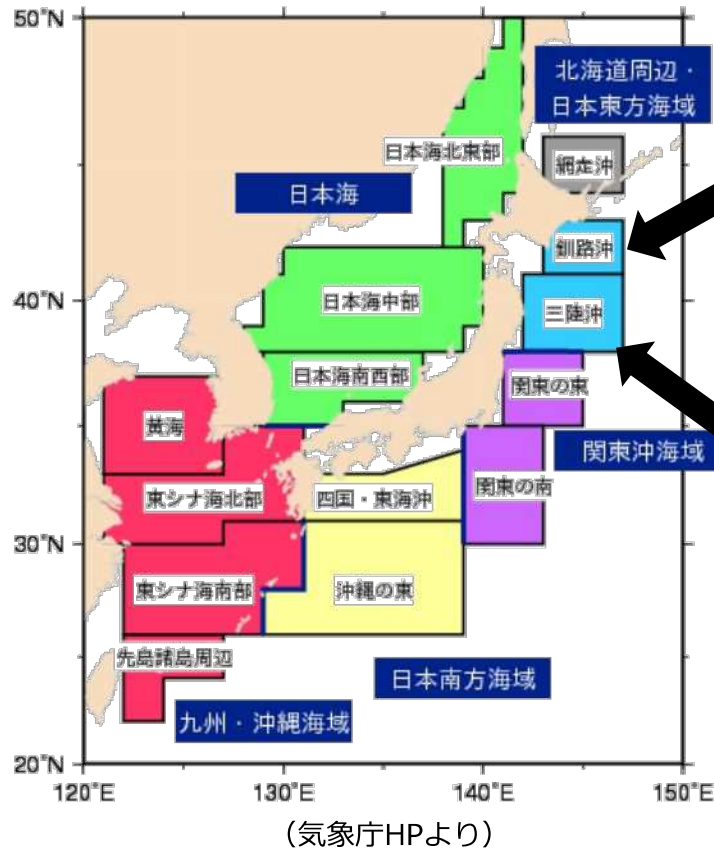 50°N
北海道周辺・
日本東方海域
日本海北東部
網走沖
日本海
釧路沖
40°N
日本海中部
三陸沖
日本海南西部
関東の東
黄海
関東沖海域
東シナ海北部
四国・東海沖
関東の南
30°N
東シナ海南部
沖縄の東
先島諸島周辺
日本南方海域
九州・沖縄海域
20°N
120°E
130°E
140°E
150°E
（気象庁HPより）